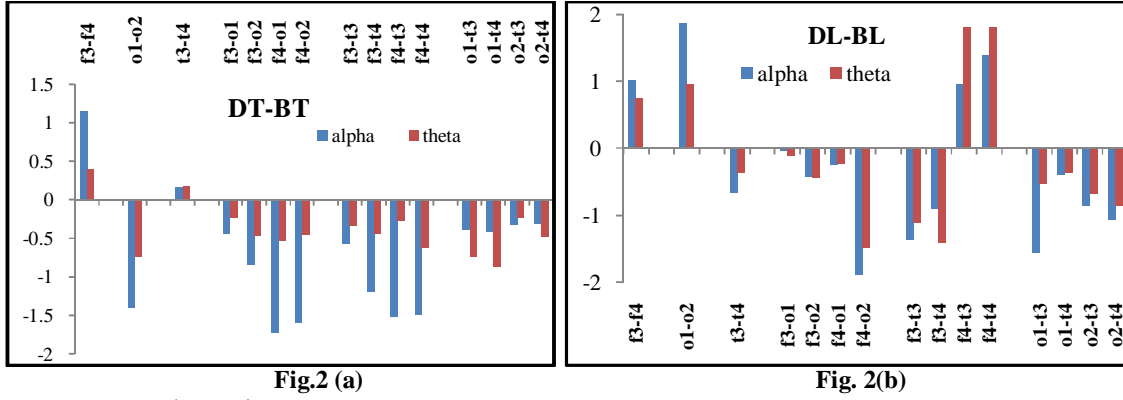 f3-f4 o1-o2 t3-t4 f3-o1 f3-o2 f4-o1 f4-o2 f3-t3 f3-t4 f4-t3 f4-t4 o1-t3 o1-t4 o2-t3 o2-t4
1.5
1
0.5
0
-0.5
-1
-1.5
-2
DT-BT
alpha theta
Fig.2 (a)
2
1
0
-1
-2
DL-BL
alpha theta
f3-f4 o1-o2 t3-t4 f3-o1 f3-o2 f4-o1 f4-o2 f3-t3 f3-t4 f4-t3 f4-t4 o1-t3 o1-t4 o2-t3 o2-t4
Fig. 2(b)